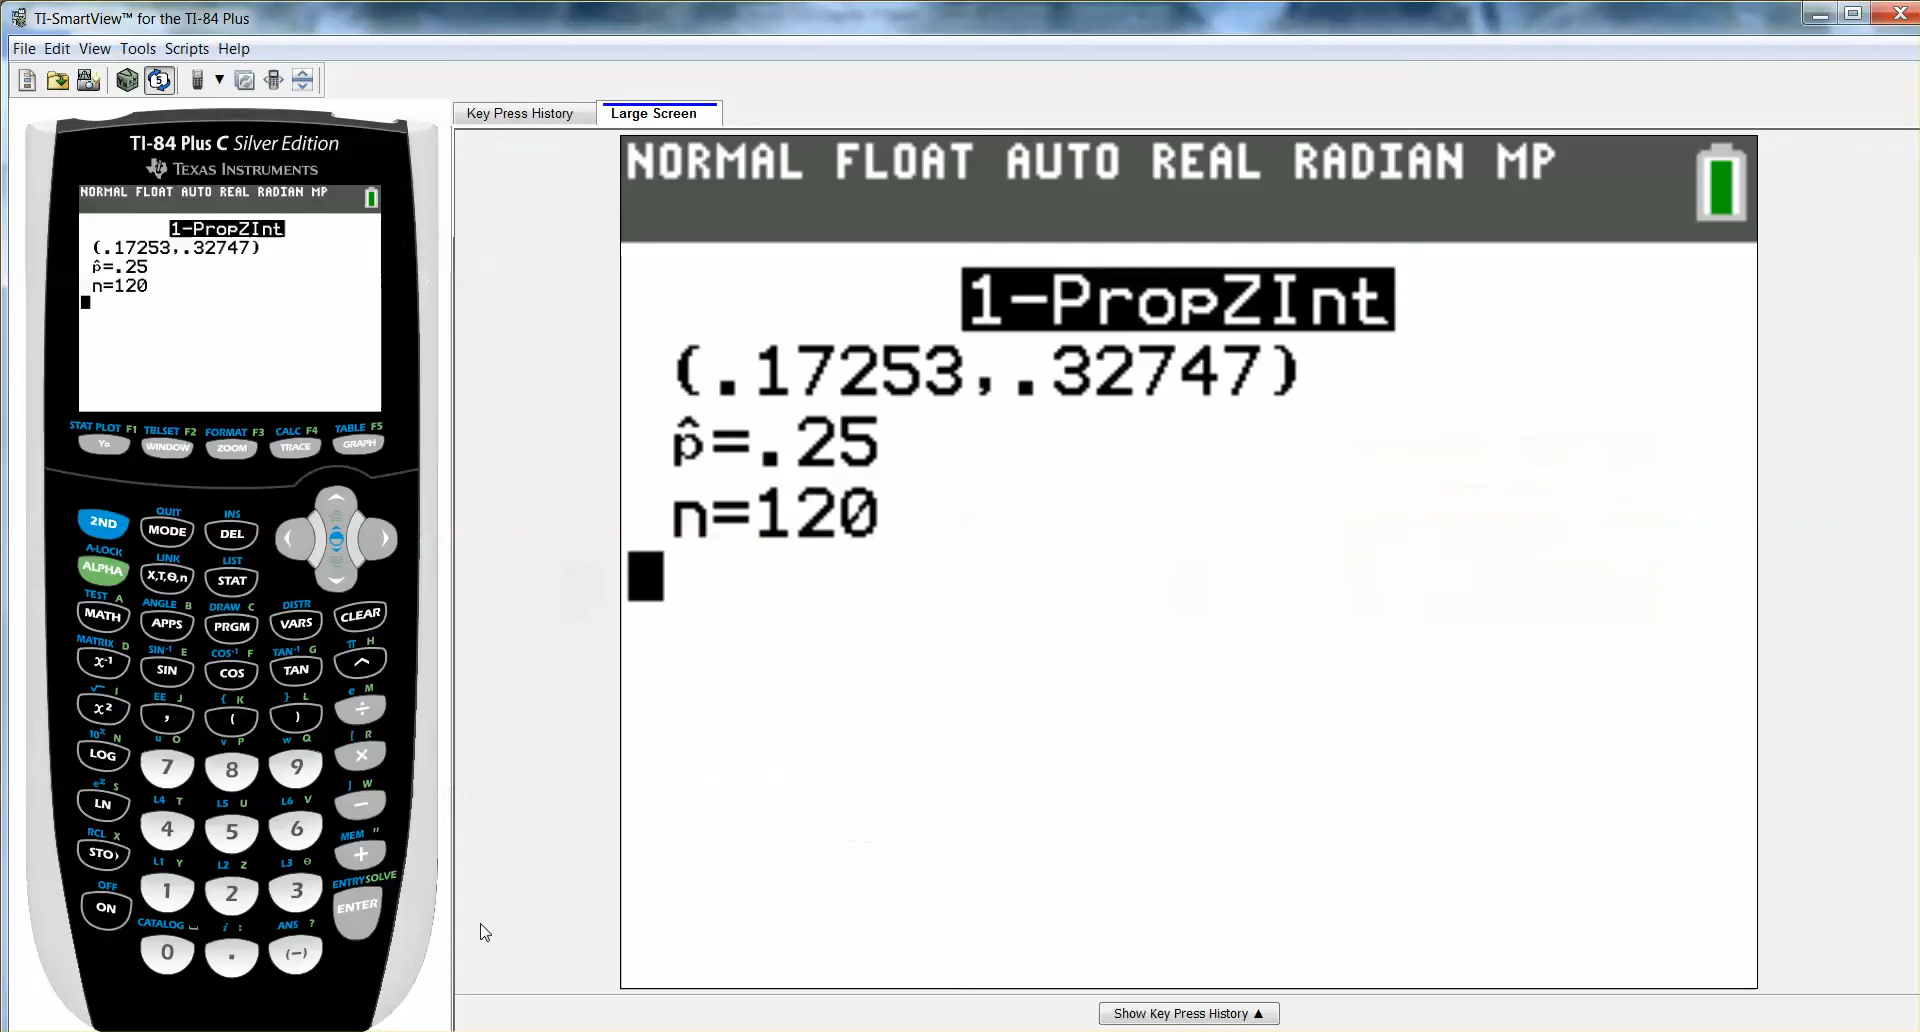 TI-SmartView™ for the TI-84 Plus
File Edit View Tools Scripts Help
Key Press History Large Screen
TI-84 Plus C Silver Edition
TEXAS INSTRUMENTS
NORMAL FLOAT AUTO REAL RADIAN MP
1-PropZInt
(.17253,.32747)
p̂=.25
n=120
STAT PLOT F1 TBLSET F2 FORMAT F3 CALC F4 TABLE F5
Y= WINDOW ZOOM TRACE GRAPH
QUIT INS
2ND MODE DEL
A-LOCK LINK LIST
ALPHA X,T,Θ,n STAT
TEST A ANGLE B DRAW C DISTR
MATH APPS PRGM VARS CLEAR
MATRIX D SIN⁻¹ E COS⁻¹ F TAN⁻¹ G π H
x⁻¹ SIN COS TAN ^
√ I EE J { K } L e M
x² , ( ) ÷
10ˣ N u O v P w Q [ R
LOG 7 8 9 ×
eˣ S L4 T L5 U L6 V ] W
LN 4 5 6 −
RCL X L1 Y L2 Z L3 θ MEM "
STO› 1 2 3 +
OFF CATALOG ⎵ i : ANS ? ENTRY SOLVE
ON 0 . (−) ENTER
NORMAL FLOAT AUTO REAL RADIAN MP
1-PropZInt
(.17253,.32747)
p̂=.25
n=120
Show Key Press History ▲